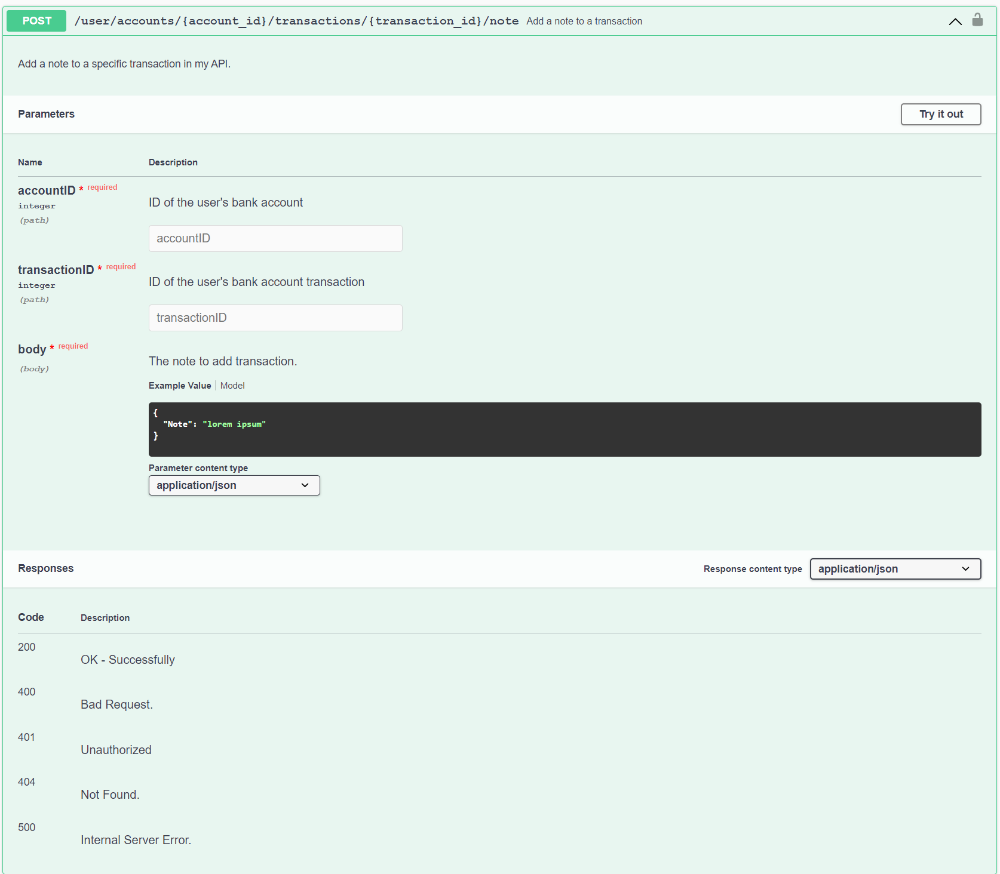 POST /user/accounts/{account_id}/transactions/{transaction_id}/note Add a note to a transaction
Add a note to a specific transaction in my API.
Parameters Try it out
Name Description
accountID * required
integer
(path)
ID of the user's bank account
accountID
transactionID * required
integer
(path)
ID of the user's bank account transaction
transactionID
body * required
(body)
The note to add transaction.
Example Value Model
{
"Note": "lorem ipsum"
}
Parameter content type
application/json
Responses Response content type application/json
Code Description
200
OK - Successfully
400
Bad Request.
401
Unauthorized
404
Not Found.
500
Internal Server Error.